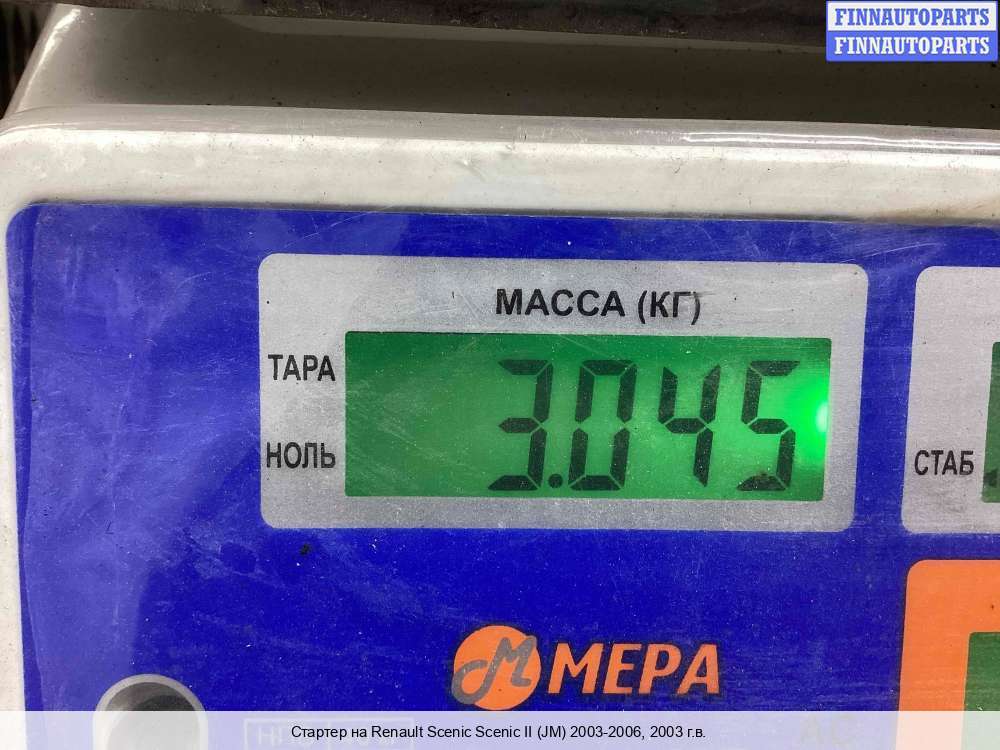 FINNAUTOPARTS
FINNAUTOPARTS
МАССА (КГ)
ТАРА
3.045
НОЛЬ
СТАБ
МЕРА
Стартер на Renault Scenic Scenic II (JM) 2003-2006, 2003 г.в.